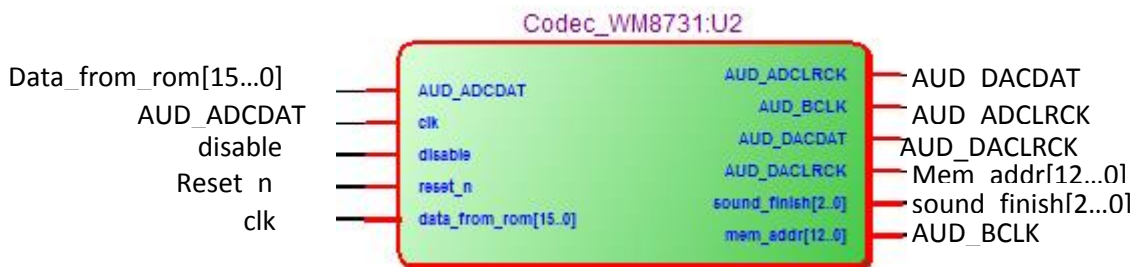 Codec_WM8731:U2
Data_from_rom[15...0]
AUD_ADCDAT
disable
Reset_n
clk
AUD_ADCDAT
clk
disable
reset_n
data_from_rom[15..0]
AUD_ADCLRCK
AUD_BCLK
AUD_DACDAT
AUD_DACLRCK
sound_finish[2..0]
mem_addr[12..0]
AUD_DACDAT
AUD_ADCLRCK
AUD_DACLRCK
Mem_addr[12...0]
sound_finish[2...0]
AUD_BCLK